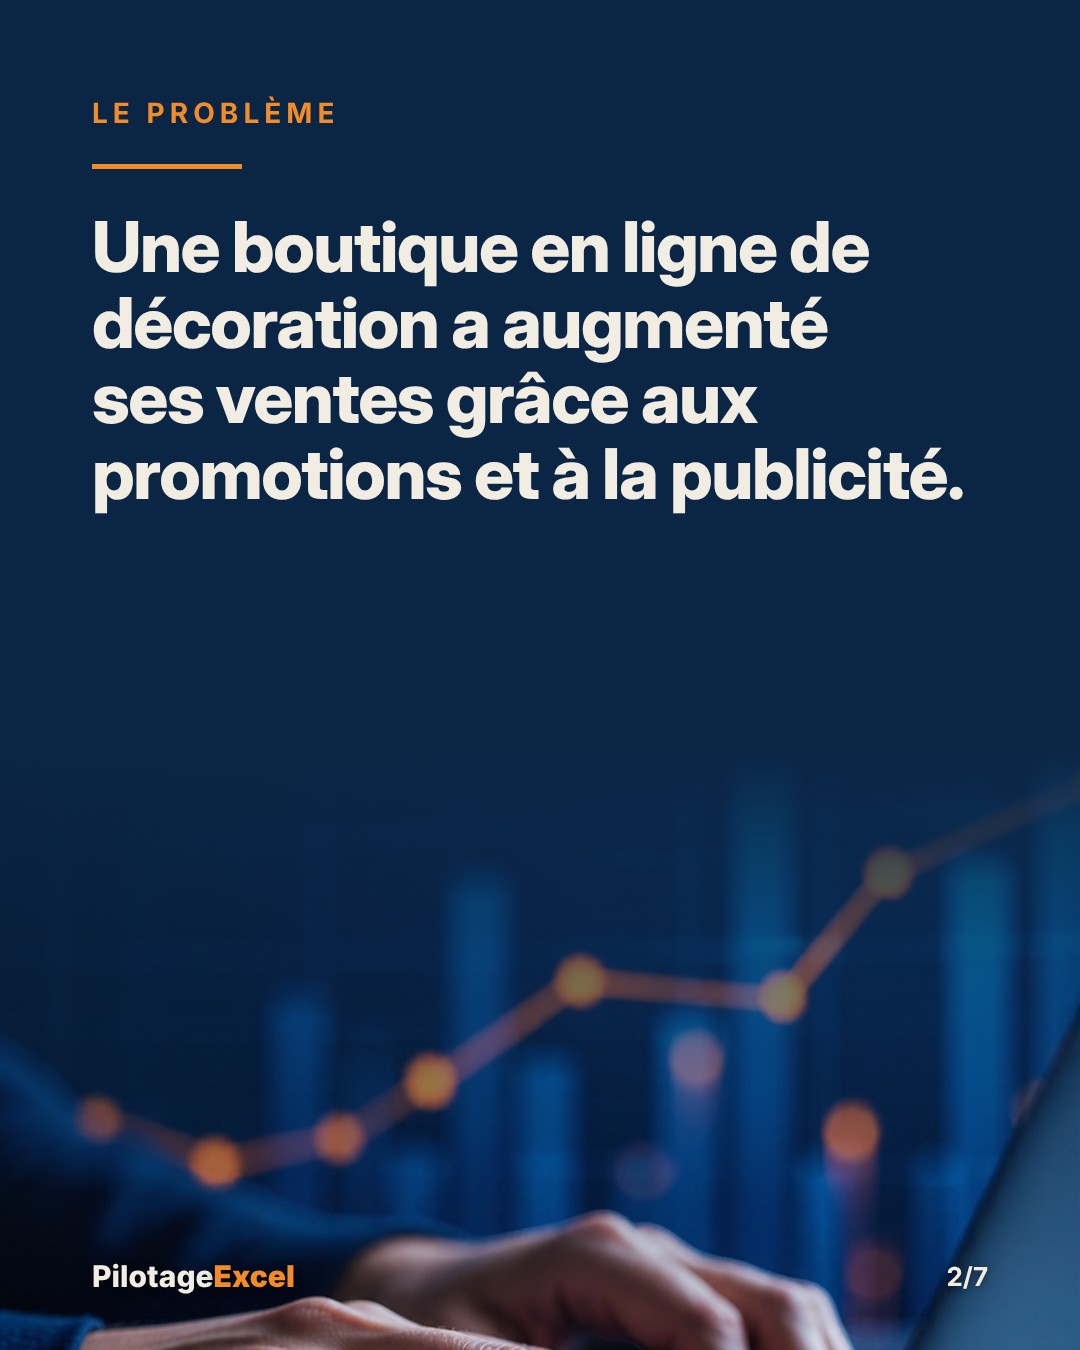 LE PROBLÈME
Une boutique en ligne de
décoration a augmenté
ses ventes grâce aux
promotions et à la publicité.
PilotageExcel
2/7